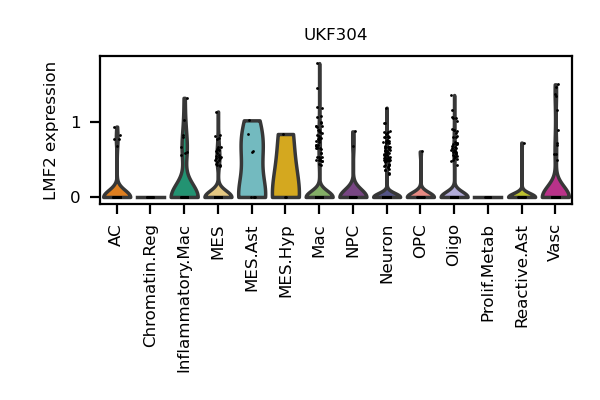 UKF304
LMF2 expression
1
0
AC
Chromatin.Reg
Inflammatory.Mac
MES
MES.Ast
MES.Hyp
Mac
NPC
Neuron
OPC
Oligo
Prolif.Metab
Reactive.Ast
Vasc